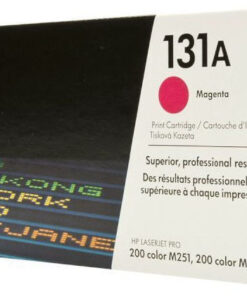 131A
Magenta
Print Cartridge / Cartouche d'I
Tisková Kazeta
Superior, professional res
Des résultats professionnel
supérieure à chaque impres
HP LASERJET PRO
200 color M251, 200 color M
KONG
ORK
O
JANE